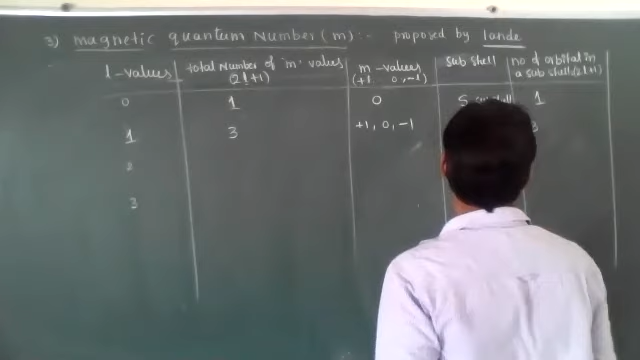 3) magnetic quantum Number (m) :- proposed by lande
l-values total Number of 'm' values (2l+1) m-values (+l, 0, -l) sub shell no of orbital in a sub shell (2l+1)
0 1 0 S 1
1 3 +1, 0, -1 3
2
3